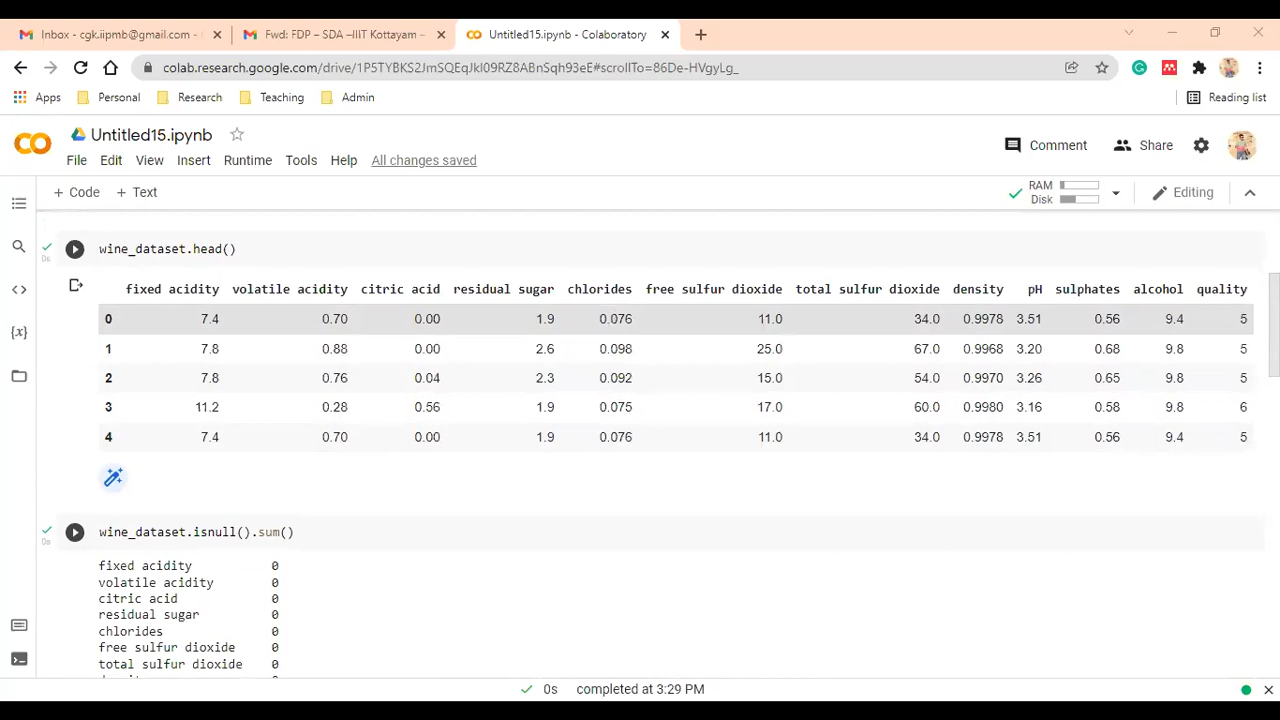 Inbox - cgk.iipmb@gmail.com -
Fwd: FDP – SDA –IIIT Kottayam –
Untitled15.ipynb - Colaboratory
colab.research.google.com/drive/1P5TYBKS2JmSQEqJkl09RZ8ABnSqh93eE#scrollTo=86De-HVgyLg_
Apps Personal Research Teaching Admin Reading list
CO Untitled15.ipynb
Comment Share
File Edit View Insert Runtime Tools Help All changes saved
+ Code + Text RAM Disk Editing
wine_dataset.head()
0s
fixed acidity volatile acidity citric acid residual sugar chlorides free sulfur dioxide total sulfur dioxide density pH sulphates alcohol quality
0 7.4 0.70 0.00 1.9 0.076 11.0 34.0 0.9978 3.51 0.56 9.4 5
1 7.8 0.88 0.00 2.6 0.098 25.0 67.0 0.9968 3.20 0.68 9.8 5
2 7.8 0.76 0.04 2.3 0.092 15.0 54.0 0.9970 3.26 0.65 9.8 5
3 11.2 0.28 0.56 1.9 0.075 17.0 60.0 0.9980 3.16 0.58 9.8 6
4 7.4 0.70 0.00 1.9 0.076 11.0 34.0 0.9978 3.51 0.56 9.4 5
wine_dataset.isnull().sum()
0s
fixed acidity 0
volatile acidity 0
citric acid 0
residual sugar 0
chlorides 0
free sulfur dioxide 0
total sulfur dioxide 0
0s completed at 3:29 PM